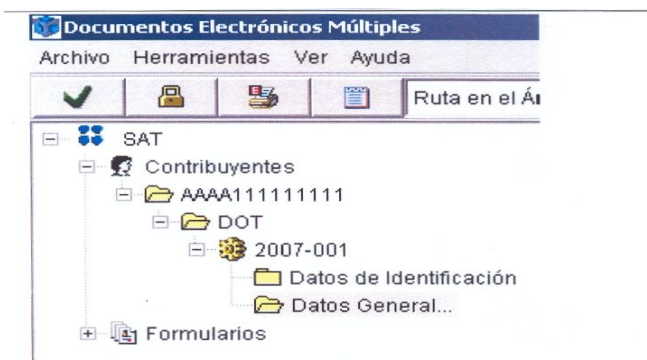 Documentos Electrónicos Múltiples
Archivo Herramientas Ver Ayuda
Ruta en el
SAT
Contribuyentes
AAAA111111111
DOT
2007-001
Datos de Identificación
Datos General...
Formularios